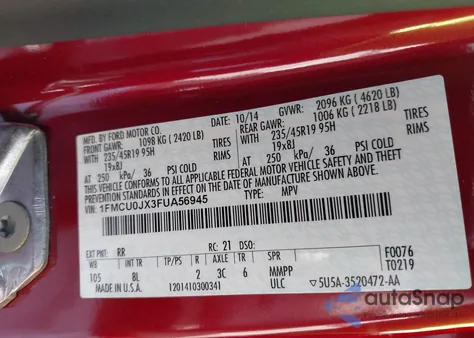 MFD. BY FORD MOTOR CO.
DATE: 10/14 GVWR: 2096 KG ( 4620 LB)
FRONT GAWR: 1098 KG ( 2420 LB) REAR GAWR: 1006 KG ( 2218 LB)
WITH 235/45R19 95H TIRES WITH 235/45R19 95H TIRES
19x8J RIMS 19x8J RIMS
AT 250 kPa/ 36 PSI COLD AT 250 kPa/ 36 PSI COLD
THIS VEHICLE CONFORMS TO ALL APPLICABLE FEDERAL MOTOR VEHICLE SAFETY
AND THEFT PREVENTION STANDARDS IN EFFECT ON THE DATE OF MANUFACTURE SHOWN ABOVE.
VIN: 1FMCU0JX3FUA56945 TYPE: MPV
EXT PNT: RR RC: 21 DSO: F0076
WB BRK INT TR TP/PS R AXLE TR SPR T0219
105 8L 2 3C 6 MMPP
MADE IN U.S.A. 1201410300341 ULC 5U5A-3520472-AA
autoSnap